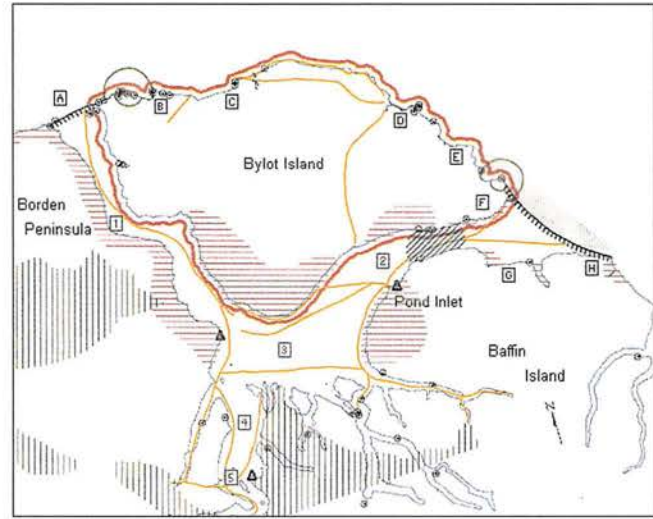 A
B
C
D
E
Bylot Island
Borden
Peninsula
F
1
2
G
H
Pond Inlet
3
Baffin
Island
4
5
N